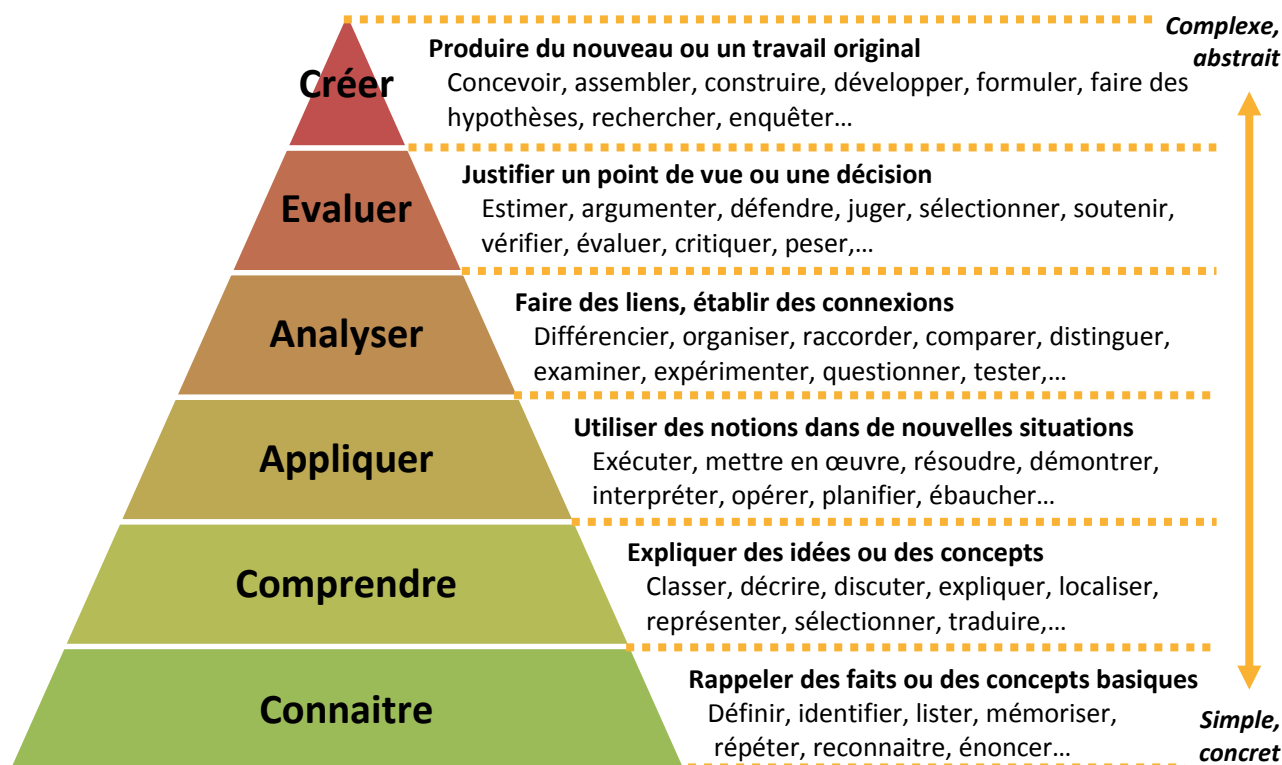 Complexe,
abstrait
Créer
Produire du nouveau ou un travail original
Concevoir, assembler, construire, développer, formuler, faire des
hypothèses, rechercher, enquêter…
Evaluer
Justifier un point de vue ou une décision
Estimer, argumenter, défendre, juger, sélectionner, soutenir,
vérifier, évaluer, critiquer, peser,…
Analyser
Faire des liens, établir des connexions
Différencier, organiser, raccorder, comparer, distinguer,
examiner, expérimenter, questionner, tester,…
Appliquer
Utiliser des notions dans de nouvelles situations
Exécuter, mettre en œuvre, résoudre, démontrer,
interpréter, opérer, planifier, ébaucher…
Comprendre
Expliquer des idées ou des concepts
Classer, décrire, discuter, expliquer, localiser,
représenter, sélectionner, traduire,…
Connaitre
Rappeler des faits ou des concepts basiques
Définir, identifier, lister, mémoriser,
répéter, reconnaitre, énoncer…
Simple,
concret